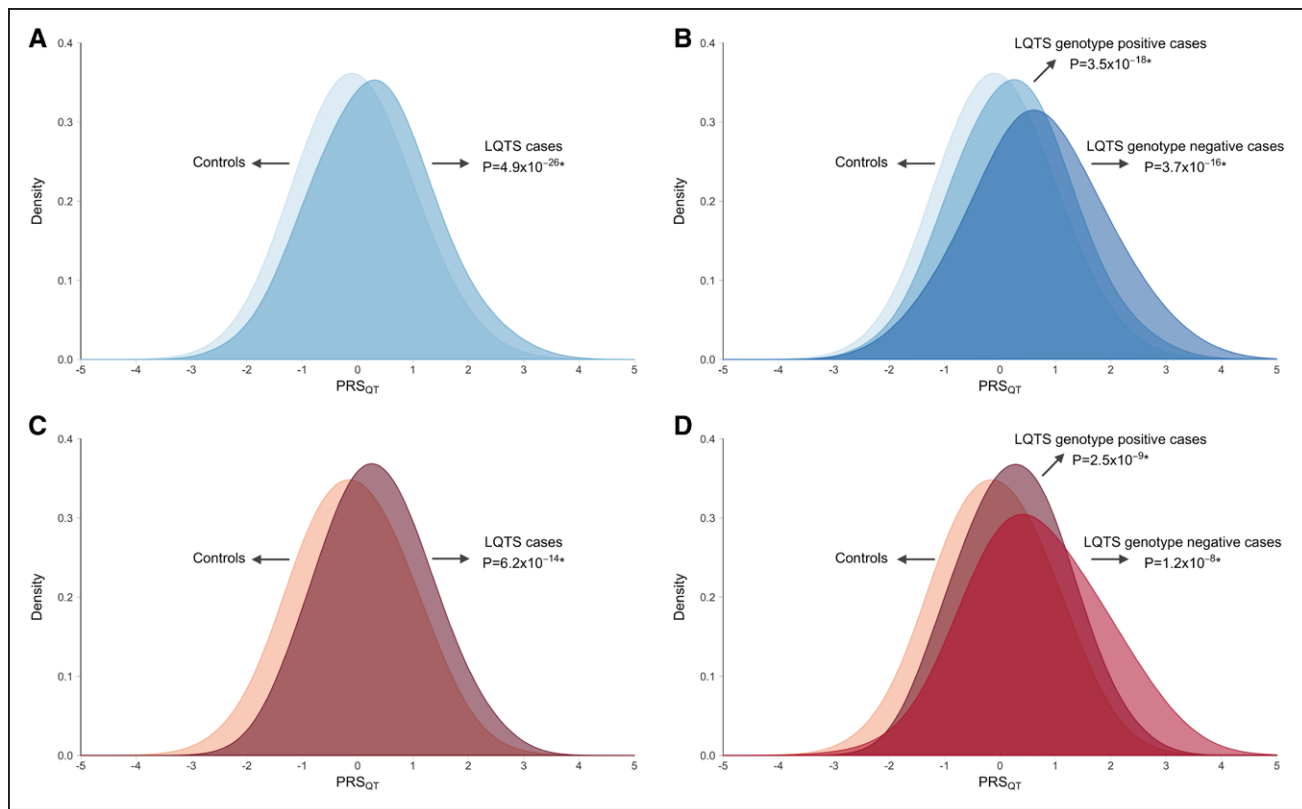 A
0.4
0.3
0.2
0.1
0.0
Density
Controls
LQTS cases
P=4.9x10⁻²⁶*
-5 -4 -3 -2 -1 0 1 2 3 4 5
PRS_QT
B
0.4
0.3
0.2
0.1
0.0
Density
LQTS genotype positive cases
P=3.5x10⁻¹⁸*
Controls
LQTS genotype negative cases
P=3.7x10⁻¹⁶*
-5 -4 -3 -2 -1 0 1 2 3 4 5
PRS_QT
C
0.4
0.3
0.2
0.1
0.0
Density
Controls
LQTS cases
P=6.2x10⁻¹⁴*
-5 -4 -3 -2 -1 0 1 2 3 4 5
PRS_QT
D
0.4
0.3
0.2
0.1
0.0
Density
LQTS genotype positive cases
P=2.5x10⁻⁹*
Controls
LQTS genotype negative cases
P=1.2x10⁻⁸*
-5 -4 -3 -2 -1 0 1 2 3 4 5
PRS_QT